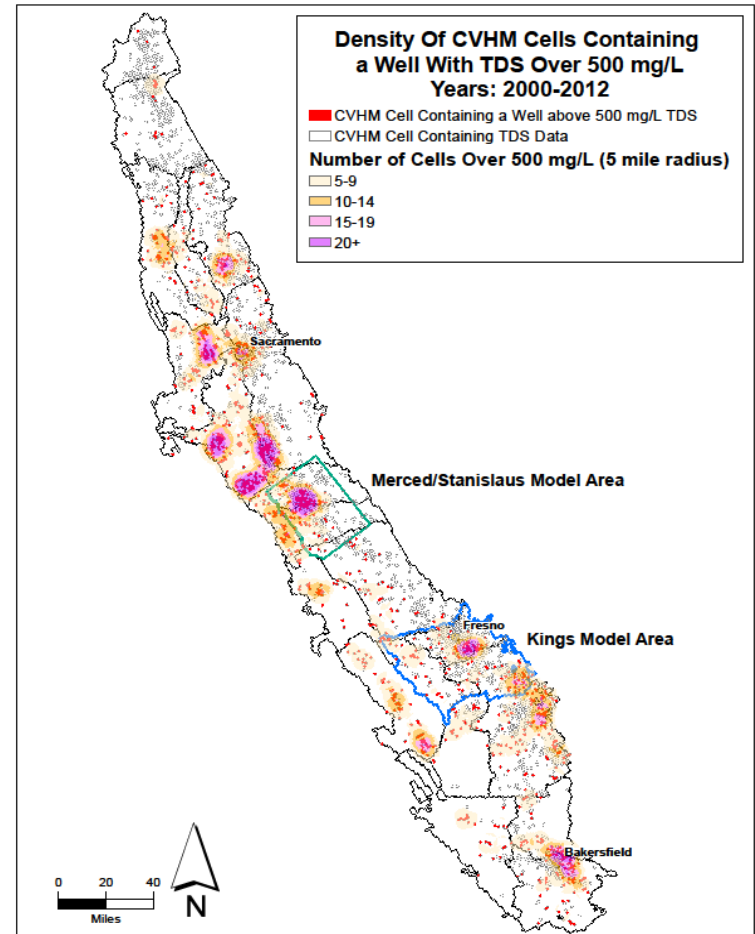 Density Of CVHM Cells Containing
a Well With TDS Over 500 mg/L
Years: 2000-2012
CVHM Cell Containing a Well above 500 mg/L TDS
CVHM Cell Containing TDS Data
Number of Cells Over 500 mg/L (5 mile radius)
5-9
10-14
15-19
20+
Sacramento
Merced/Stanislaus Model Area
Fresno
Kings Model Area
Bakersfield
0 20 40
Miles
N